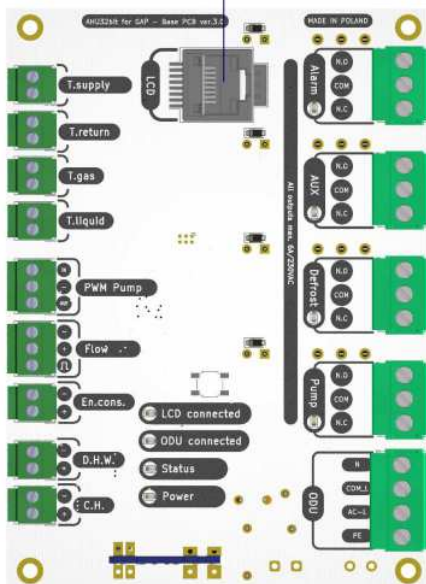 AHU32bit for GAP - Base PCB ver.3.0
MADE IN POLAND
LCD
T.supply
T.return
T.gas
T.liquid
N
-
PWM Pump
Flow
-
+
En.cons.
-
+
D.H.W.
-
+
C.H.
-
+
LCD connected
ODU connected
Status
Power
All outputs max. 6A/230VAC
Alarm
N.O
COM
N.C
AUX
N.O
COM
N.C
Defrost
N.O
COM
N.C
Pump
N.O
COM
N.C
ODU
N
COM_L
AC-L
PE